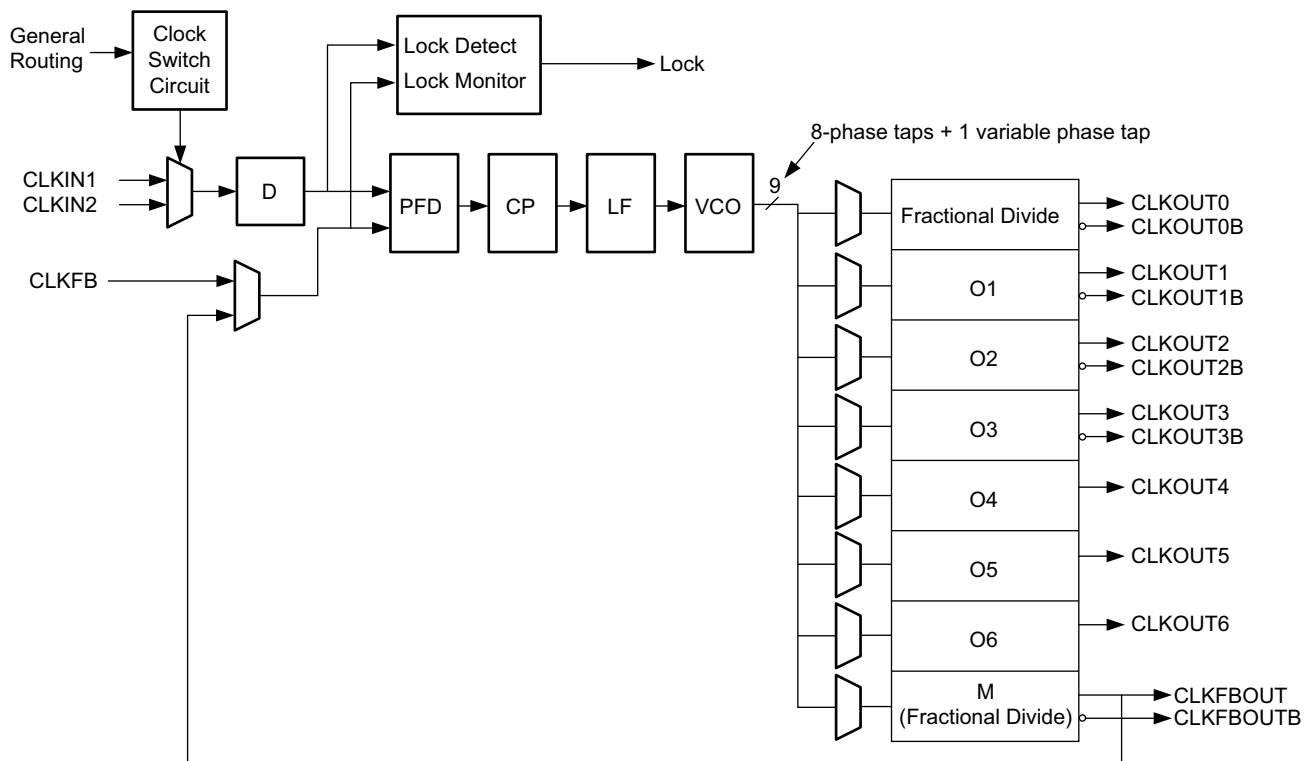 General
Routing
Clock
Switch
Circuit
Lock Detect
Lock Monitor
Lock
8-phase taps + 1 variable phase tap
CLKIN1
CLKIN2
D
PFD
CP
LF
VCO
9
CLKFB
Fractional Divide
CLKOUT0
CLKOUT0B
O1
CLKOUT1
CLKOUT1B
O2
CLKOUT2
CLKOUT2B
O3
CLKOUT3
CLKOUT3B
O4
CLKOUT4
O5
CLKOUT5
O6
CLKOUT6
M
(Fractional Divide)
CLKFBOUT
CLKFBOUTB